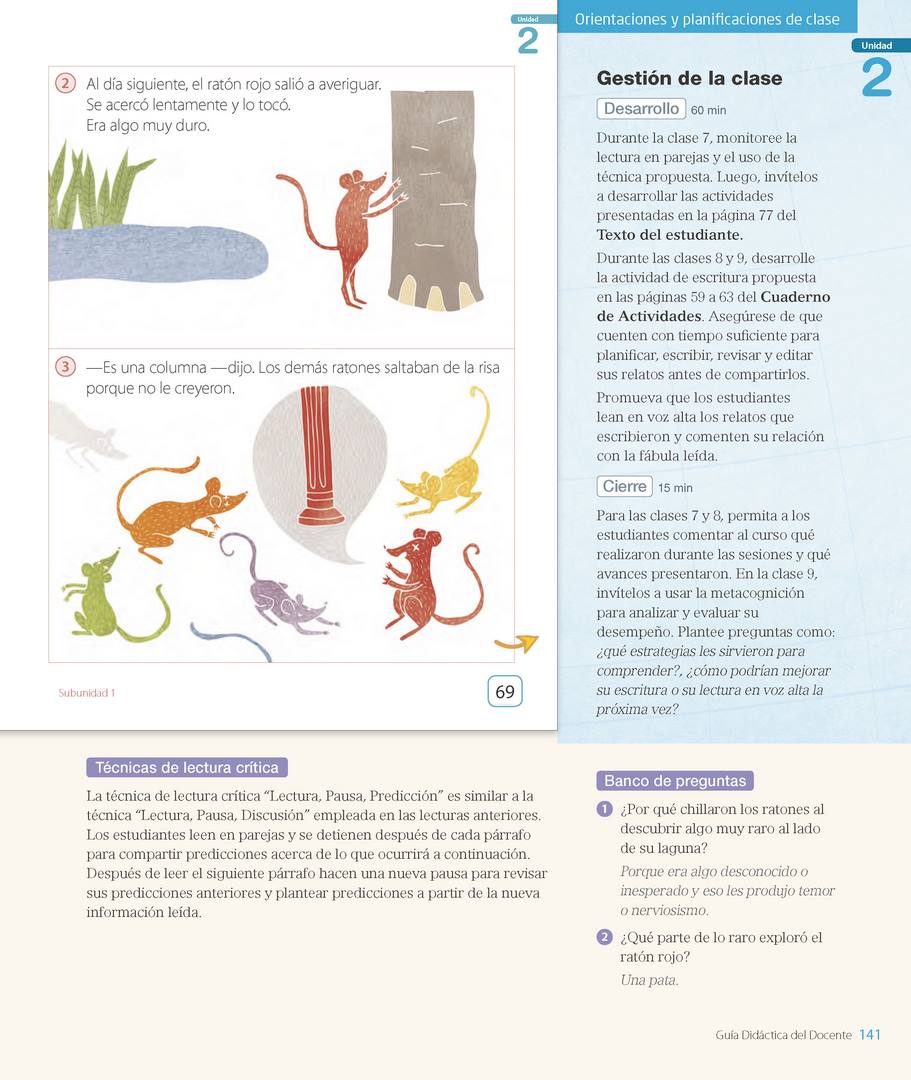 Unidad
2
2 Al día siguiente, el ratón rojo salió a averiguar.
Se acercó lentamente y lo tocó.
Era algo muy duro.
3 —Es una columna —dijo. Los demás ratones saltaban de la risa
porque no le creyeron.
Subunidad 1
69
Orientaciones y planificaciones de clase
Unidad
2
Gestión de la clase
Desarrollo 60 min
Durante la clase 7, monitoree la
lectura en parejas y el uso de la
técnica propuesta. Luego, invítelos
a desarrollar las actividades
presentadas en la página 77 del
Texto del estudiante.
Durante las clases 8 y 9, desarrolle
la actividad de escritura propuesta
en las páginas 59 a 63 del Cuaderno
de Actividades. Asegúrese de que
cuenten con tiempo suficiente para
planificar, escribir, revisar y editar
sus relatos antes de compartirlos.
Promueva que los estudiantes
lean en voz alta los relatos que
escribieron y comenten su relación
con la fábula leída.
Cierre 15 min
Para las clases 7 y 8, permita a los
estudiantes comentar al curso qué
realizaron durante las sesiones y qué
avances presentaron. En la clase 9,
invítelos a usar la metacognición
para analizar y evaluar su
desempeño. Plantee preguntas como:
¿qué estrategias les sirvieron para
comprender?, ¿cómo podrían mejorar
su escritura o su lectura en voz alta la
próxima vez?
Técnicas de lectura crítica
La técnica de lectura crítica “Lectura, Pausa, Predicción” es similar a la
técnica “Lectura, Pausa, Discusión” empleada en las lecturas anteriores.
Los estudiantes leen en parejas y se detienen después de cada párrafo
para compartir predicciones acerca de lo que ocurrirá a continuación.
Después de leer el siguiente párrafo hacen una nueva pausa para revisar
sus predicciones anteriores y plantear predicciones a partir de la nueva
información leída.
Banco de preguntas
1 ¿Por qué chillaron los ratones al
descubrir algo muy raro al lado
de su laguna?
Porque era algo desconocido o
inesperado y eso les produjo temor
o nerviosismo.
2 ¿Qué parte de lo raro exploró el
ratón rojo?
Una pata.
Guía Didáctica del Docente 141